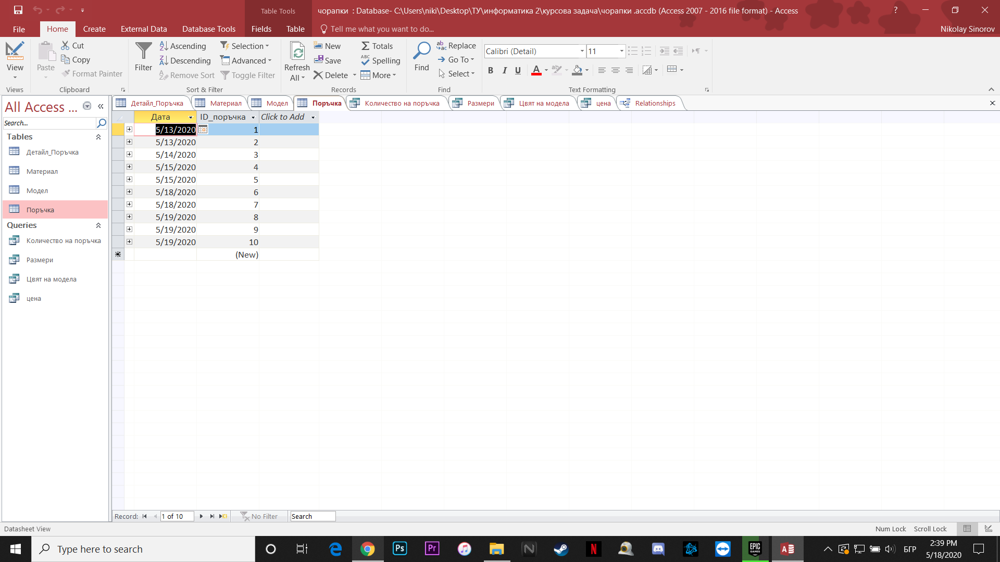 Table Tools
чорапки : Database- C:\Users\niki\Desktop\ТУ\информатика 2\курсова задача\чорапки .accdb (Access 2007 - 2016 file format) - Access
?
File
Home
Create
External Data
Database Tools
Fields
Table
Tell me what you want to do...
Nikolay Sinorov
View
Paste
Cut
Copy
Format Painter
Filter
Ascending
Descending
Remove Sort
Selection
Advanced
Toggle Filter
Refresh
All
New
Save
Delete
Totals
Spelling
More
Find
Replace
Go To
Select
Calibri (Detail)
11
B I U A
Views
Clipboard
Sort & Filter
Records
Find
Text Formatting
All Access ...
Search...
Tables
Детайл_Поръчка
Материал
Модел
Поръчка
Queries
Количество на поръчка
Размери
Цвят на модела
цена
Детайл_Поръчка
Материал
Модел
Поръчка
Количество на поръчка
Размери
Цвят на модела
цена
Relationships
Дата ID_поръчка Click to Add
5/13/2020 1
5/13/2020 2
5/14/2020 3
5/15/2020 4
5/15/2020 5
5/18/2020 6
5/18/2020 7
5/19/2020 8
5/19/2020 9
5/19/2020 10
(New)
Record: 1 of 10 No Filter Search
Datasheet View
Num Lock Scroll Lock
Type here to search
Ps
Pr
EPIC GAMES
БГР
2:39 PM
5/18/2020